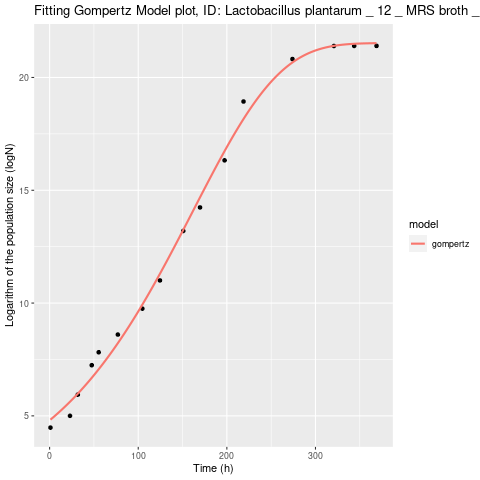 Fitting Gompertz Model plot, ID: Lactobacillus plantarum _ 12 _ MRS broth _
Logarithm of the population size (logN)
20
15
10
5
0
100
200
300
Time (h)
model
gompertz